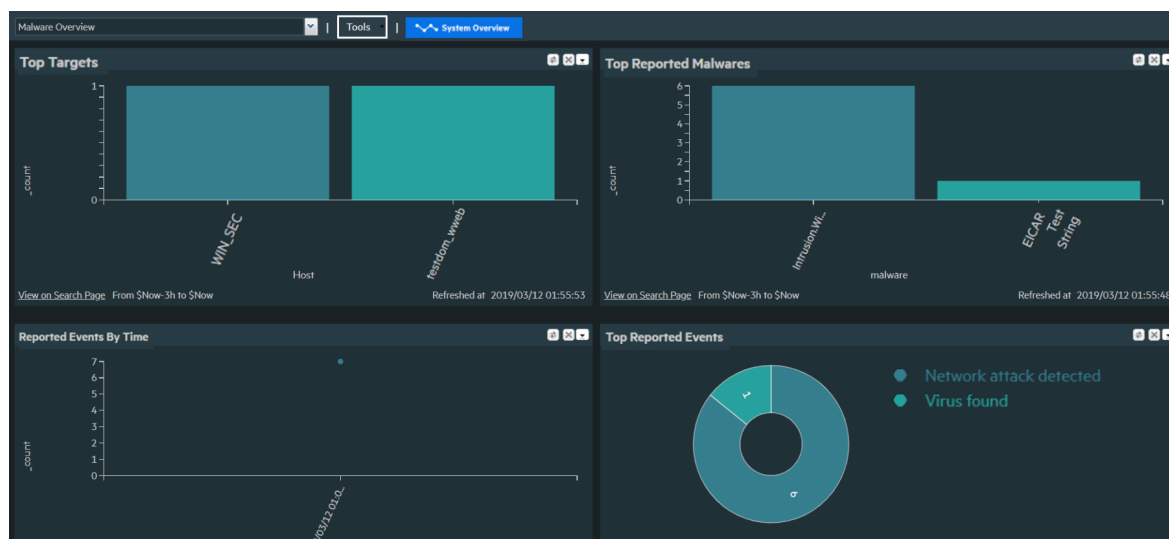 Malware Overview | Tools | System Overview
Top Targets
1
0
_count
WIN_SEC
testdom_wweb
Host
View on Search Page From $Now-3h to $Now Refreshed at 2019/03/12 01:55:53
Top Reported Malwares
6
5
4
3
2
1
0
_count
Intrusion.Wi...
EICAR Test String
malware
View on Search Page From $Now-3h to $Now Refreshed at 2019/03/12 01:55:48
Reported Events By Time
7
6
5
4
3
2
1
0
_count
/03/12 01:0...
Top Reported Events
1
6
Network attack detected
Virus found